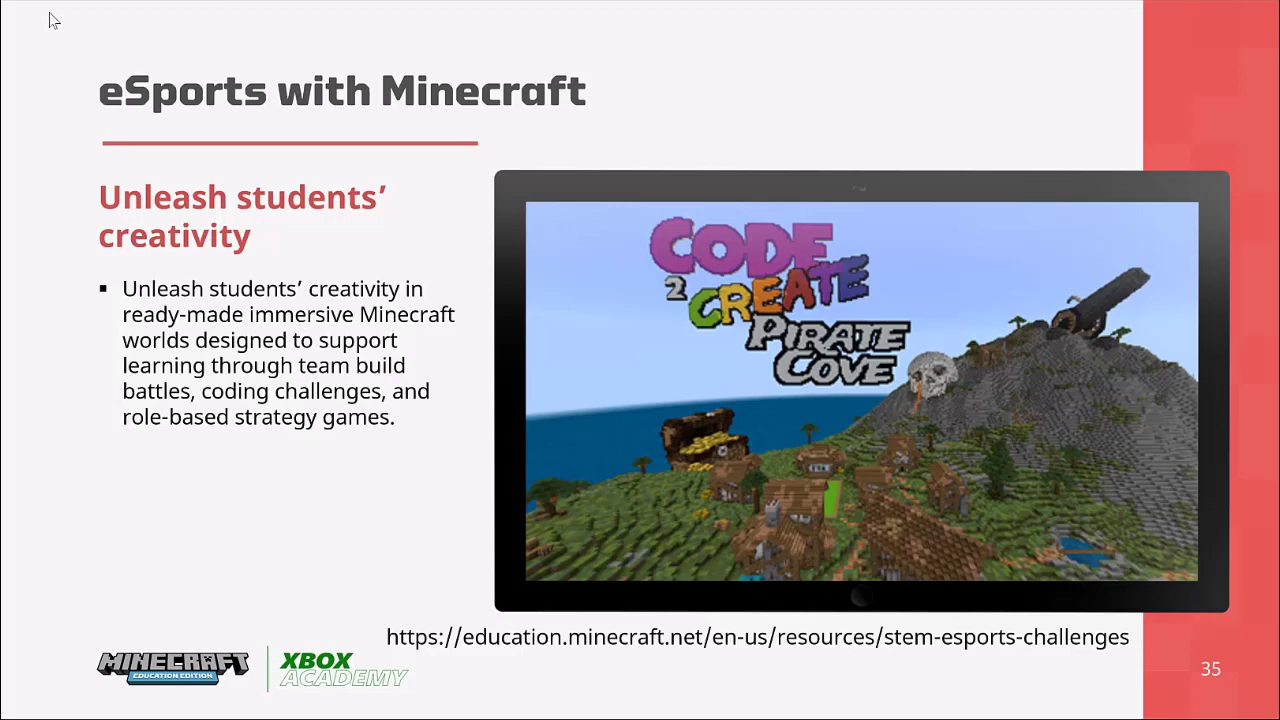 eSports with Minecraft
Unleash students’
creativity
▪ Unleash students’ creativity in
ready-made immersive Minecraft
worlds designed to support
learning through team build
battles, coding challenges, and
role-based strategy games.
CODE
2 CREATE
PIRATE
COVE
https://education.minecraft.net/en-us/resources/stem-esports-challenges
MINECRAFT
EDUCATION EDITION
XBOX
ACADEMY
35